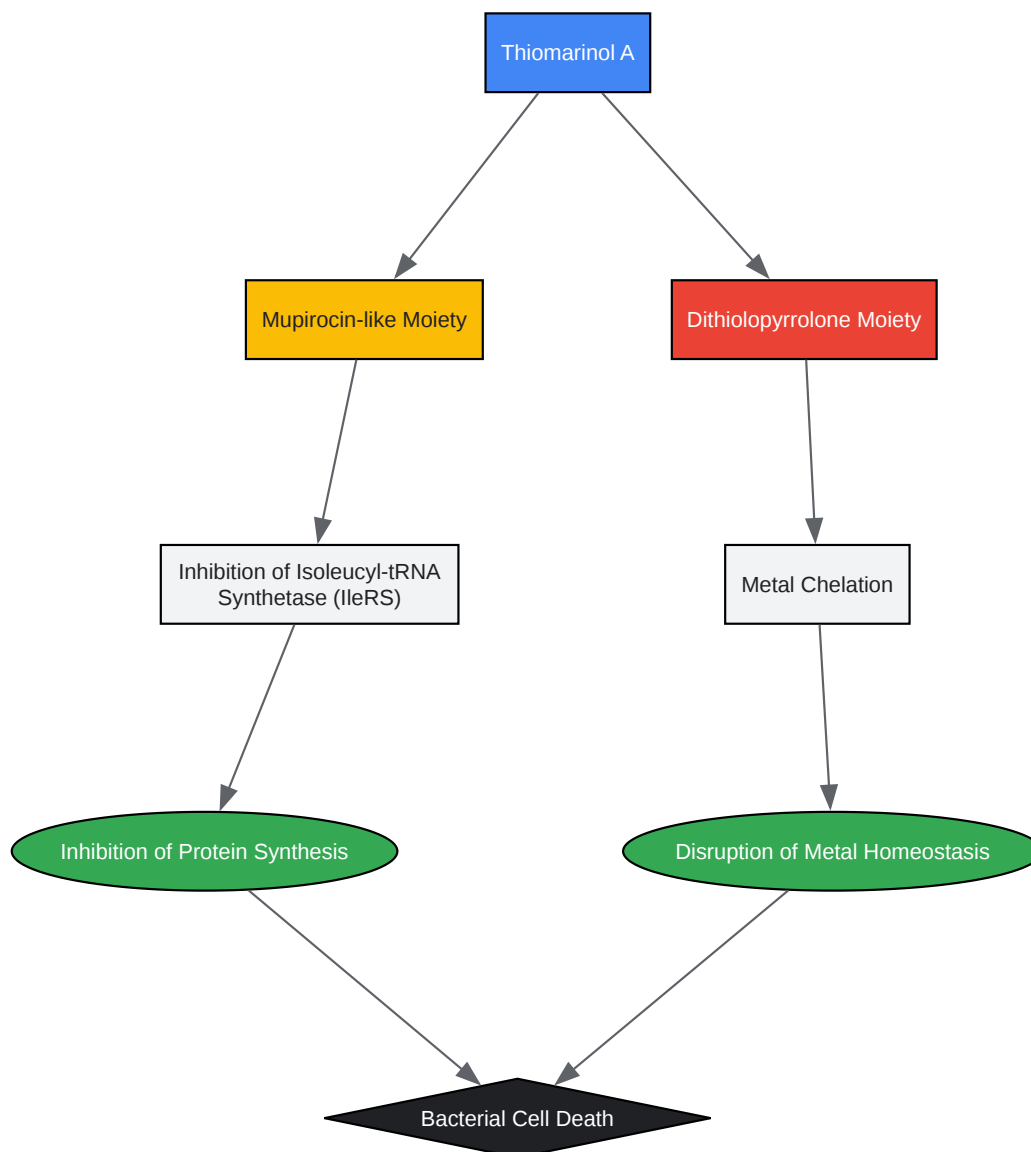 Thiomarinol A
Mupirocin-like Moiety
Dithiolopyrrolone Moiety
Inhibition of Isoleucyl-tRNA
Synthetase (IleRS)
Metal Chelation
Inhibition of Protein Synthesis
Disruption of Metal Homeostasis
Bacterial Cell Death